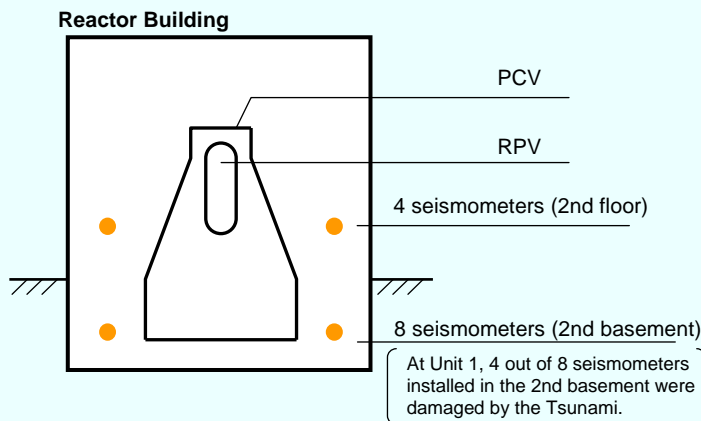 Reactor Building
PCV
RPV
4 seismometers (2nd floor)
8 seismometers (2nd basement)
At Unit 1, 4 out of 8 seismometers
installed in the 2nd basement were
damaged by the Tsunami.